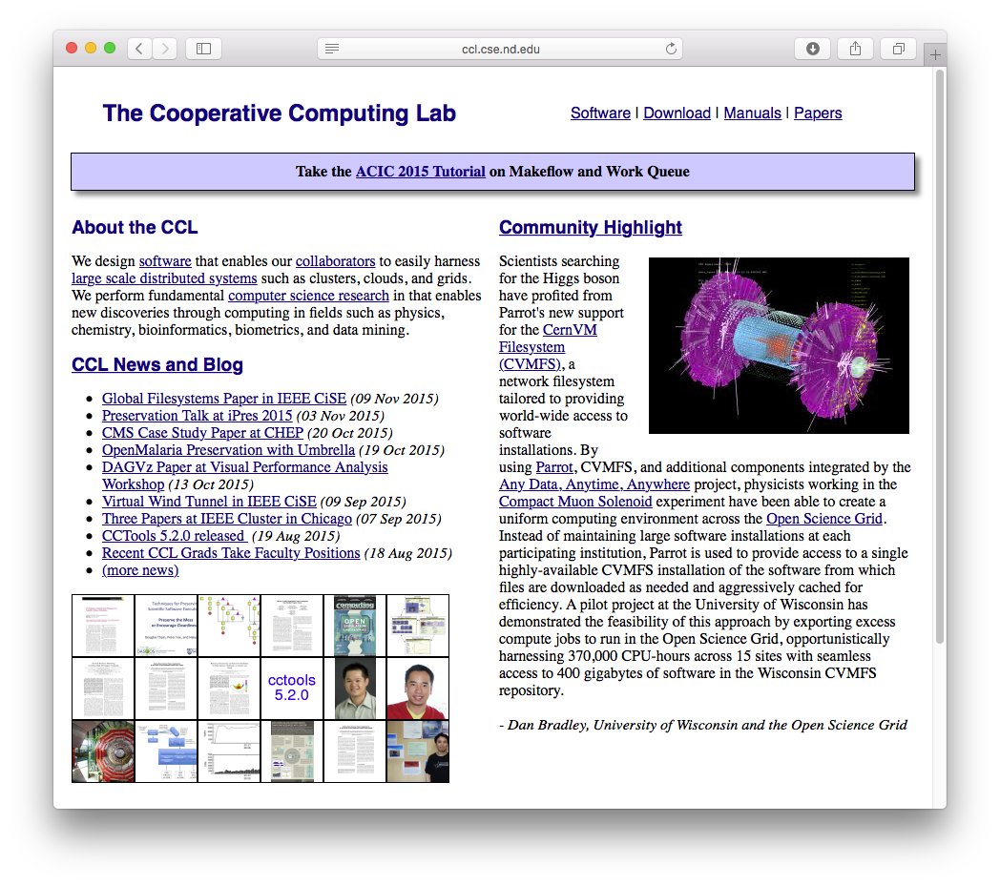 ccl.cse.nd.edu
The Cooperative Computing Lab
Software | Download | Manuals | Papers
Take the ACIC 2015 Tutorial on Makeflow and Work Queue
About the CCL
We design software that enables our collaborators to easily harness
large scale distributed systems such as clusters, clouds, and grids.
We perform fundamental computer science research in that enables
new discoveries through computing in fields such as physics,
chemistry, bioinformatics, biometrics, and data mining.
CCL News and Blog
Global Filesystems Paper in IEEE CiSE (09 Nov 2015)
Preservation Talk at iPres 2015 (03 Nov 2015)
CMS Case Study Paper at CHEP (20 Oct 2015)
OpenMalaria Preservation with Umbrella (19 Oct 2015)
DAGVz Paper at Visual Performance Analysis
Workshop (13 Oct 2015)
Virtual Wind Tunnel in IEEE CiSE (09 Sep 2015)
Three Papers at IEEE Cluster in Chicago (07 Sep 2015)
CCTools 5.2.0 released (19 Aug 2015)
Recent CCL Grads Take Faculty Positions (18 Aug 2015)
(more news)
Techniques for Preserv
Scientific Software Execut
Preserve the Mess
or Encourage Cleanlines
computing
OPEN
cctools
5.2.0
Community Highlight
Scientists searching
for the Higgs boson
have profited from
Parrot's new support
for the CernVM
Filesystem
(CVMFS), a
network filesystem
tailored to providing
world-wide access to
software
installations. By
using Parrot, CVMFS, and additional components integrated by the
Any Data, Anytime, Anywhere project, physicists working in the
Compact Muon Solenoid experiment have been able to create a
uniform computing environment across the Open Science Grid.
Instead of maintaining large software installations at each
participating institution, Parrot is used to provide access to a single
highly-available CVMFS installation of the software from which
files are downloaded as needed and aggressively cached for
efficiency. A pilot project at the University of Wisconsin has
demonstrated the feasibility of this approach by exporting excess
compute jobs to run in the Open Science Grid, opportunistically
harnessing 370,000 CPU-hours across 15 sites with seamless
access to 400 gigabytes of software in the Wisconsin CVMFS
repository.
- Dan Bradley, University of Wisconsin and the Open Science Grid